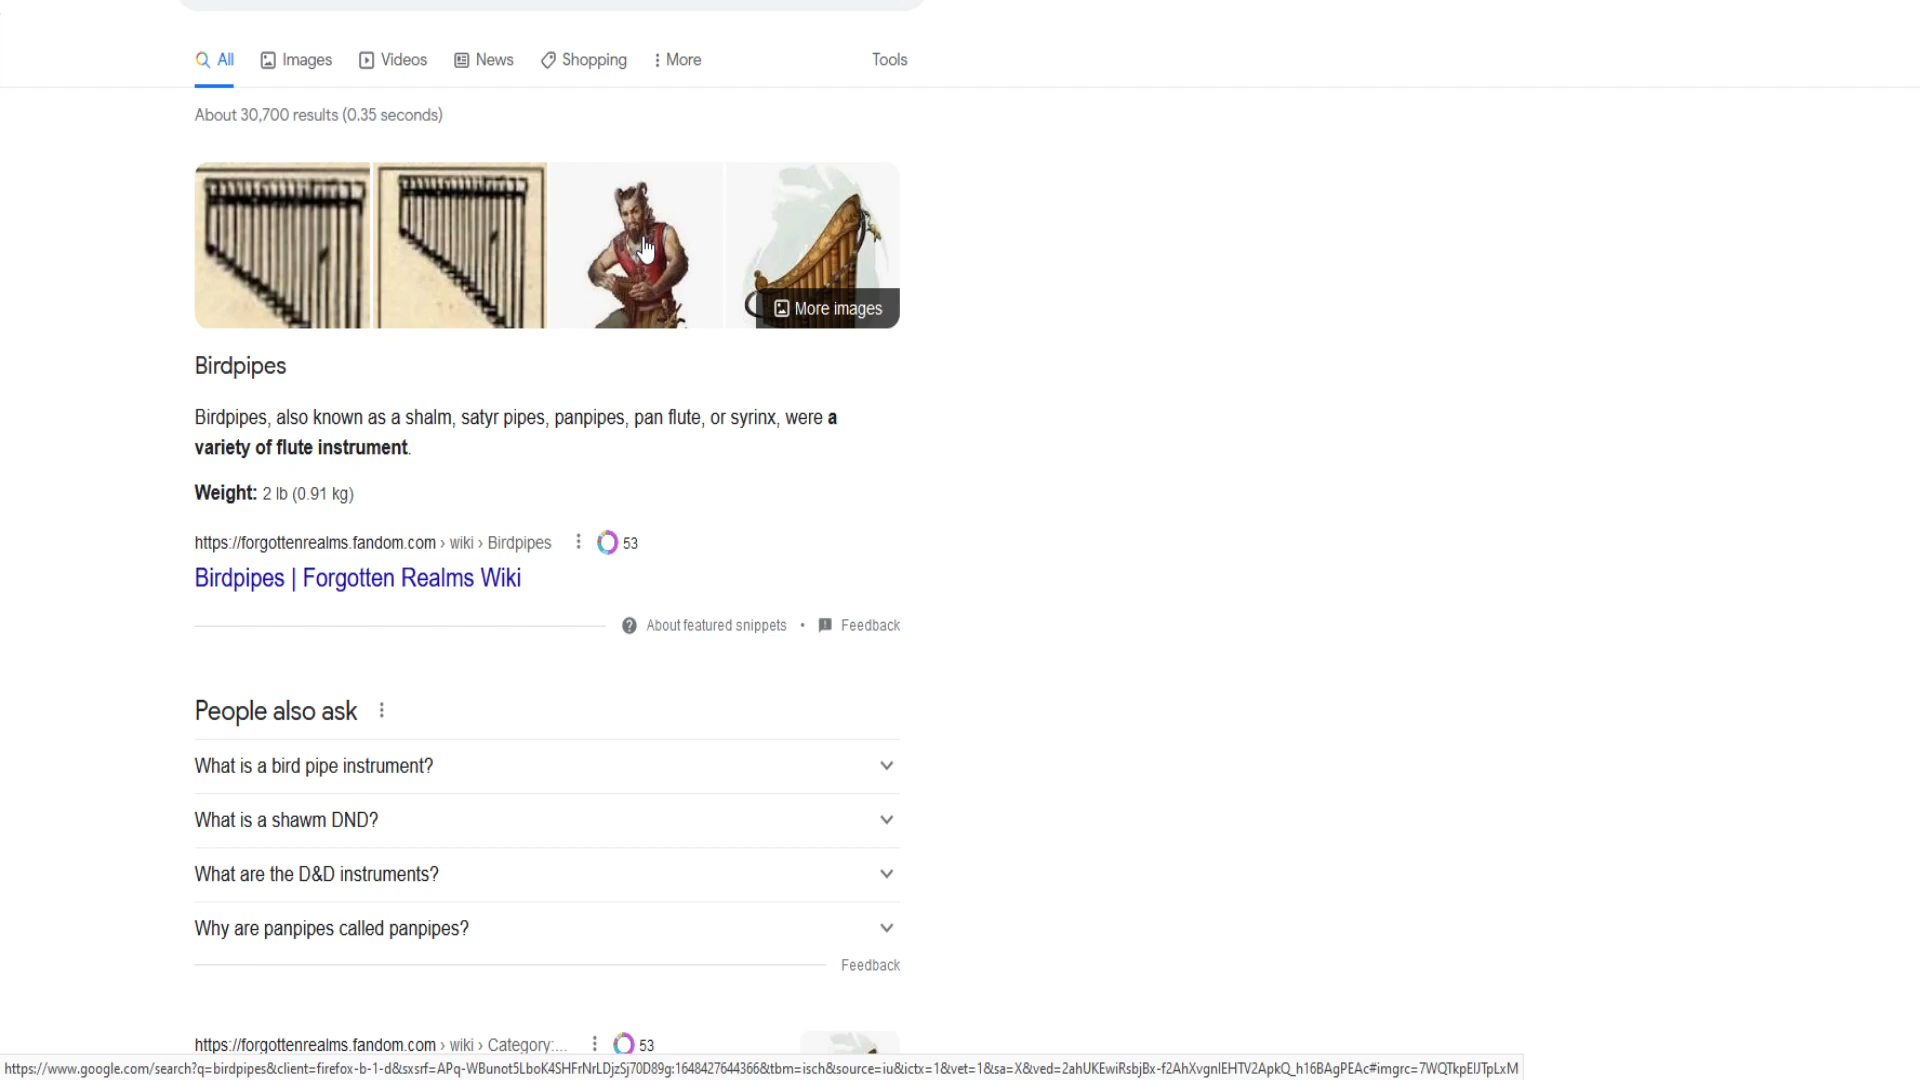 All Images Videos News Shopping More Tools
About 30,700 results (0.35 seconds)
More images
Birdpipes
Birdpipes, also known as a shalm, satyr pipes, panpipes, pan flute, or syrinx, were a
variety of flute instrument.
Weight: 2 lb (0.91 kg)
https://forgottenrealms.fandom.com › wiki › Birdpipes 53
Birdpipes | Forgotten Realms Wiki
About featured snippets • Feedback
People also ask
What is a bird pipe instrument?
What is a shawm DND?
What are the D&D instruments?
Why are panpipes called panpipes?
Feedback
https://forgottenrealms.fandom.com › wiki › Category:... 53
https://www.google.com/search?q=birdpipes&client=firefox-b-1-d&sxsrf=APq-WBunot5LboK4SHFrNrLDjzSj70D89g:1648427644366&tbm=isch&source=iu&ictx=1&vet=1&sa=X&ved=2ahUKEwiRsbjBx-f2AhXvgnIEHTV2ApkQ_h16BAgPEAc#imgrc=7WQTkpEIJTpLxM